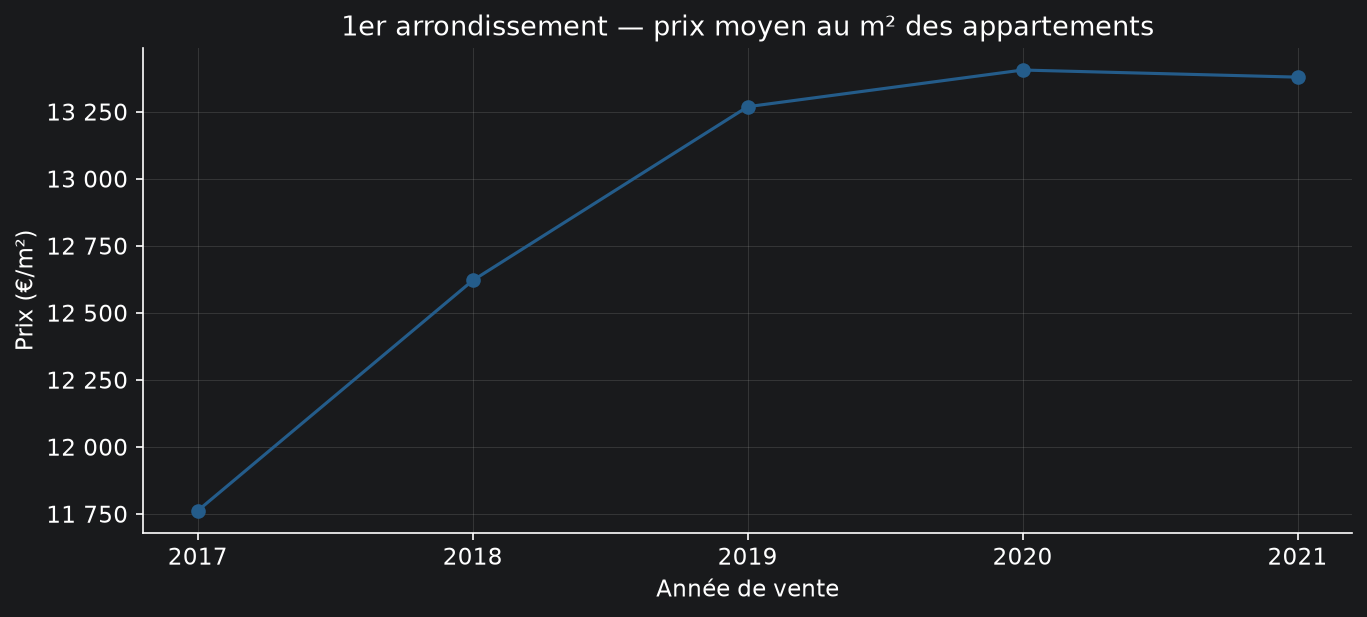 1er arrondissement — prix moyen au m² des appartements
Prix (€/m²)
13 250
13 000
12 750
12 500
12 250
12 000
11 750
2017 2018 2019 2020 2021
Année de vente